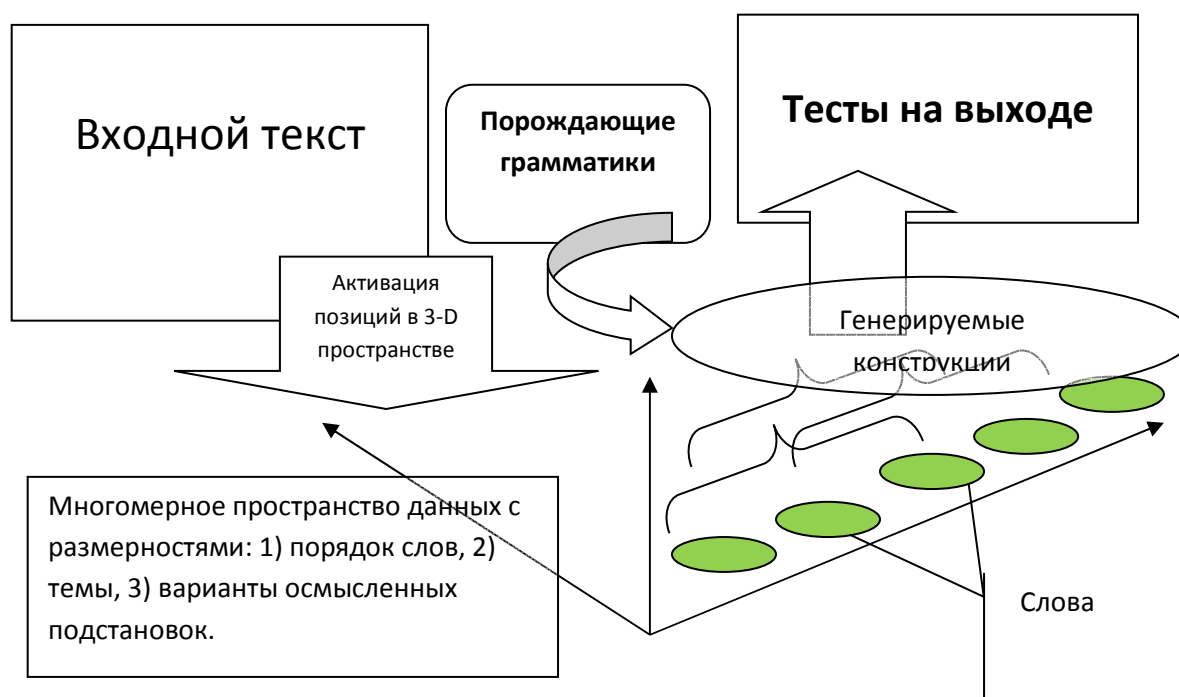 Входной текст
Порождающие
грамматики
Тесты на выходе
Активация
позиций в 3-D
пространстве
Генерируемые
конструкции
Многомерное пространство данных с
размерностями: 1) порядок слов, 2)
темы, 3) варианты осмысленных
подстановок.
Слова